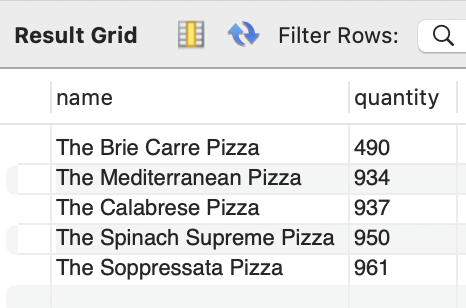 Result Grid Filter Rows:
name quantity
The Brie Carre Pizza 490
The Mediterranean Pizza 934
The Calabrese Pizza 937
The Spinach Supreme Pizza 950
The Soppressata Pizza 961